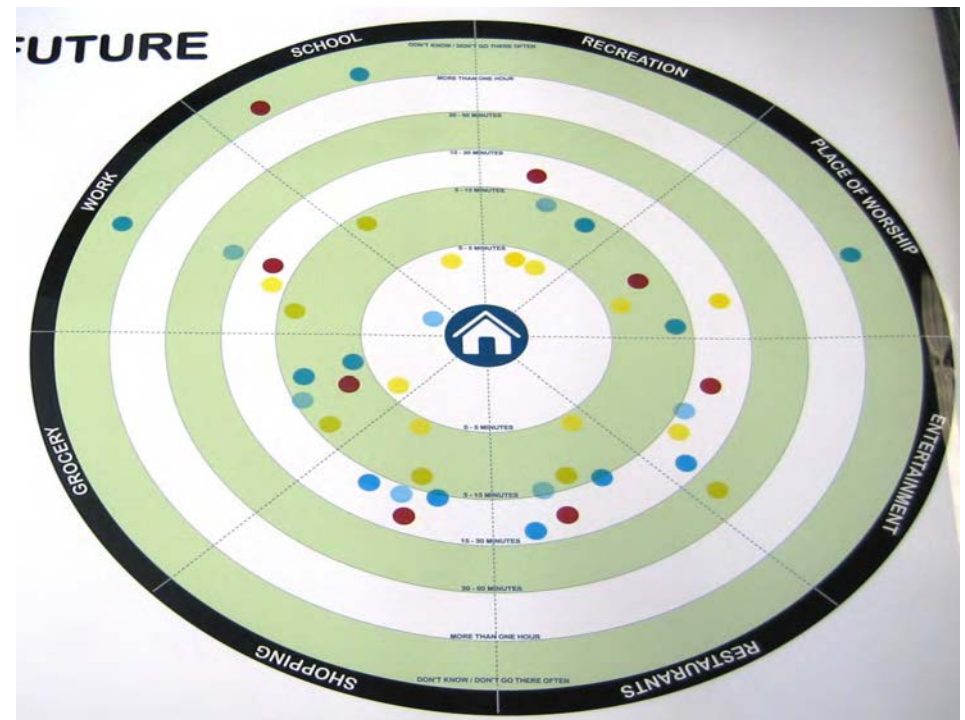 FUTURE
SCHOOL
RECREATION
PLACE OF WORSHIP
ENTERTAINMENT
RESTAURANTS
SHOPPING
GROCERY
WORK
DON'T KNOW / DON'T GO THERE OFTEN
MORE THAN ONE HOUR
30 - 60 MINUTES
15 - 30 MINUTES
5 - 15 MINUTES
0 - 5 MINUTES
0 - 5 MINUTES
5 - 15 MINUTES
15 - 30 MINUTES
30 - 60 MINUTES
MORE THAN ONE HOUR
DON'T KNOW / DON'T GO THERE OFTEN